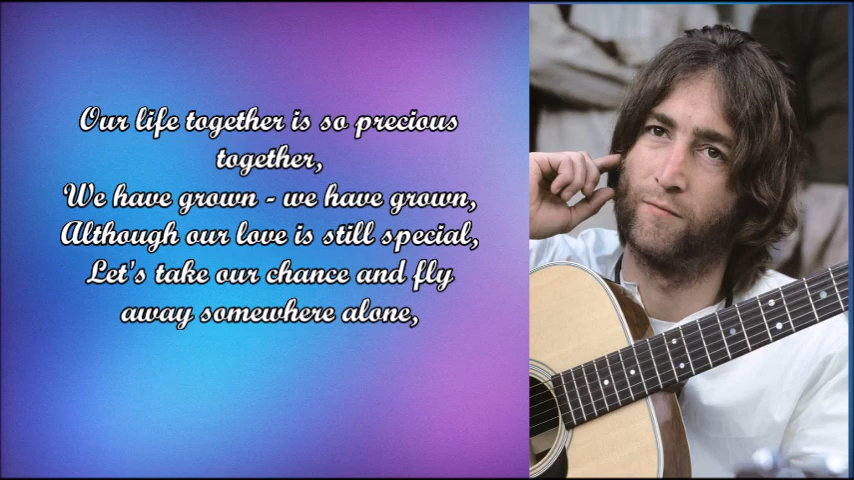 Our life together is so precious
together,
We have grown - we have grown,
Although our love is still special,
Let's take our chance and fly
away somewhere alone,